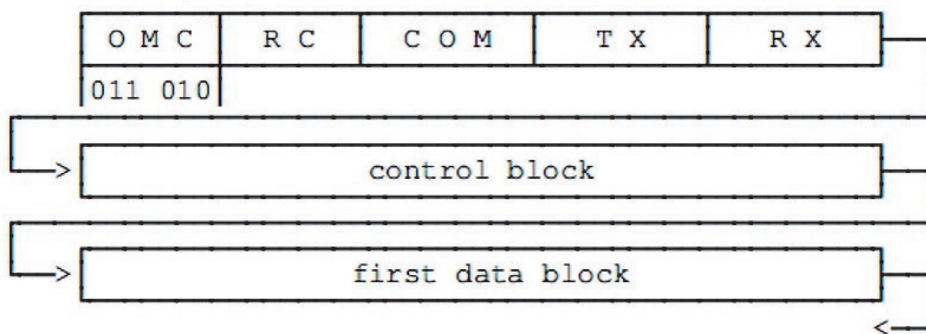 O M C R C C O M T X R X
011 010
> control block
> first data block
<